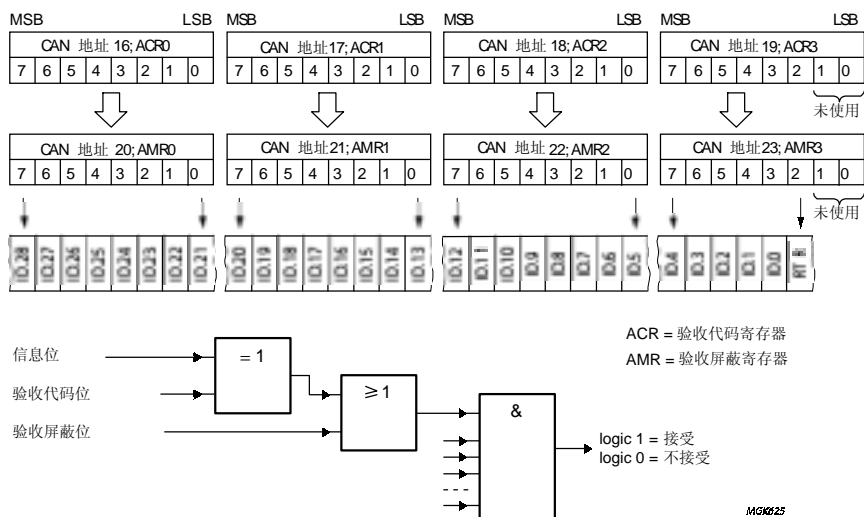 MSB LSB MSB LSB MSB LSB MSB LSB
CAN 地址 16;ACR0 CAN 地址17;ACR1 CAN 地址 18;ACR2 CAN 地址 19;ACR3
7 6 5 4 3 2 1 0 7 6 5 4 3 2 1 0 7 6 5 4 3 2 1 0 7 6 5 4 3 2 1 0
未使用
CAN 地址 20;AMR0 CAN 地址 21;AMR1 CAN 地址 22;AMR2 CAN 地址23;AMR3
7 6 5 4 3 2 1 0 7 6 5 4 3 2 1 0 7 6 5 4 3 2 1 0 7 6 5 4 3 2 1 0
未使用
ID.28 ID.27 ID.26 ID.25 ID.24 ID.23 ID.22 ID.21 ID.20 ID.19 ID.18 ID.17 ID.16 ID.15 ID.14 ID.13 ID.12 ID.11 ID.10 ID.9 ID.8 ID.7 ID.6 ID.5 ID.4 ID.3 ID.2 ID.1 ID.0
ACR = 验收代码寄存器
AMR = 验收屏蔽寄存器
信息位
= 1
验收代码位
≥1
验收屏蔽位
&
logic 1 = 接受
logic 0 = 不接受